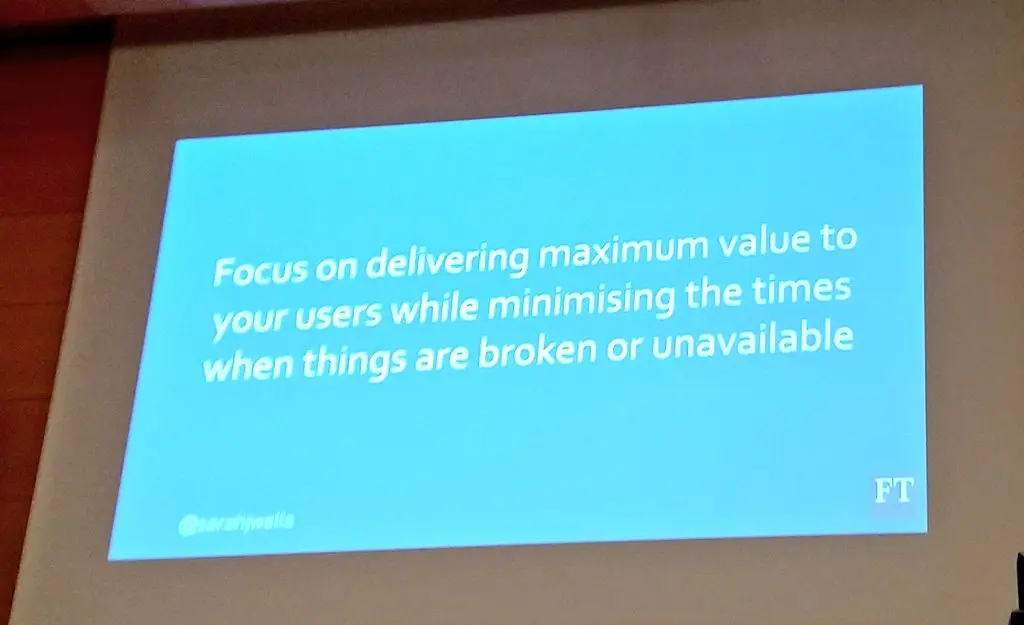 Focus on delivering maximum value to
your users while minimising the times
when things are broken or unavailable
@sarahjwells
FT